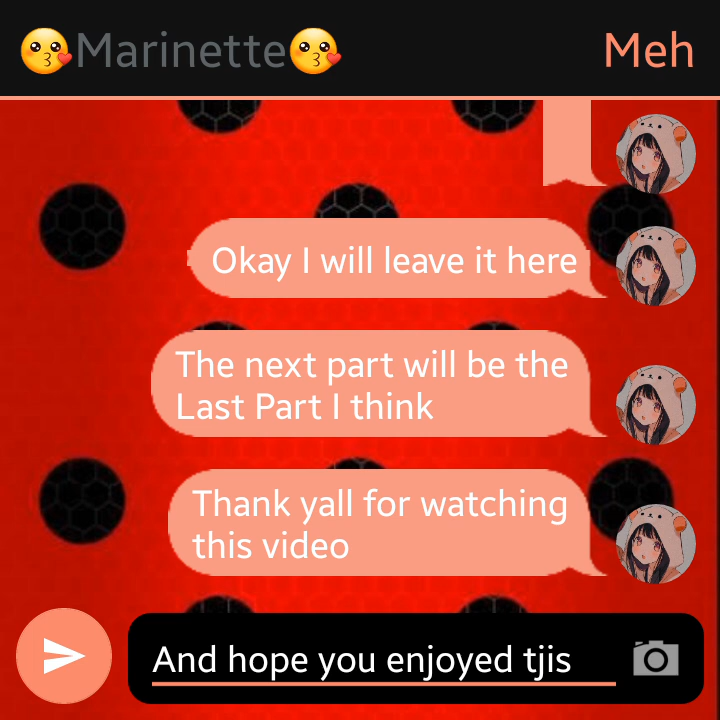 😘Marinette😘 Meh
Okay I will leave it here
The next part will be the
Last Part I think
Thank yall for watching
this video
And hope you enjoyed tjis